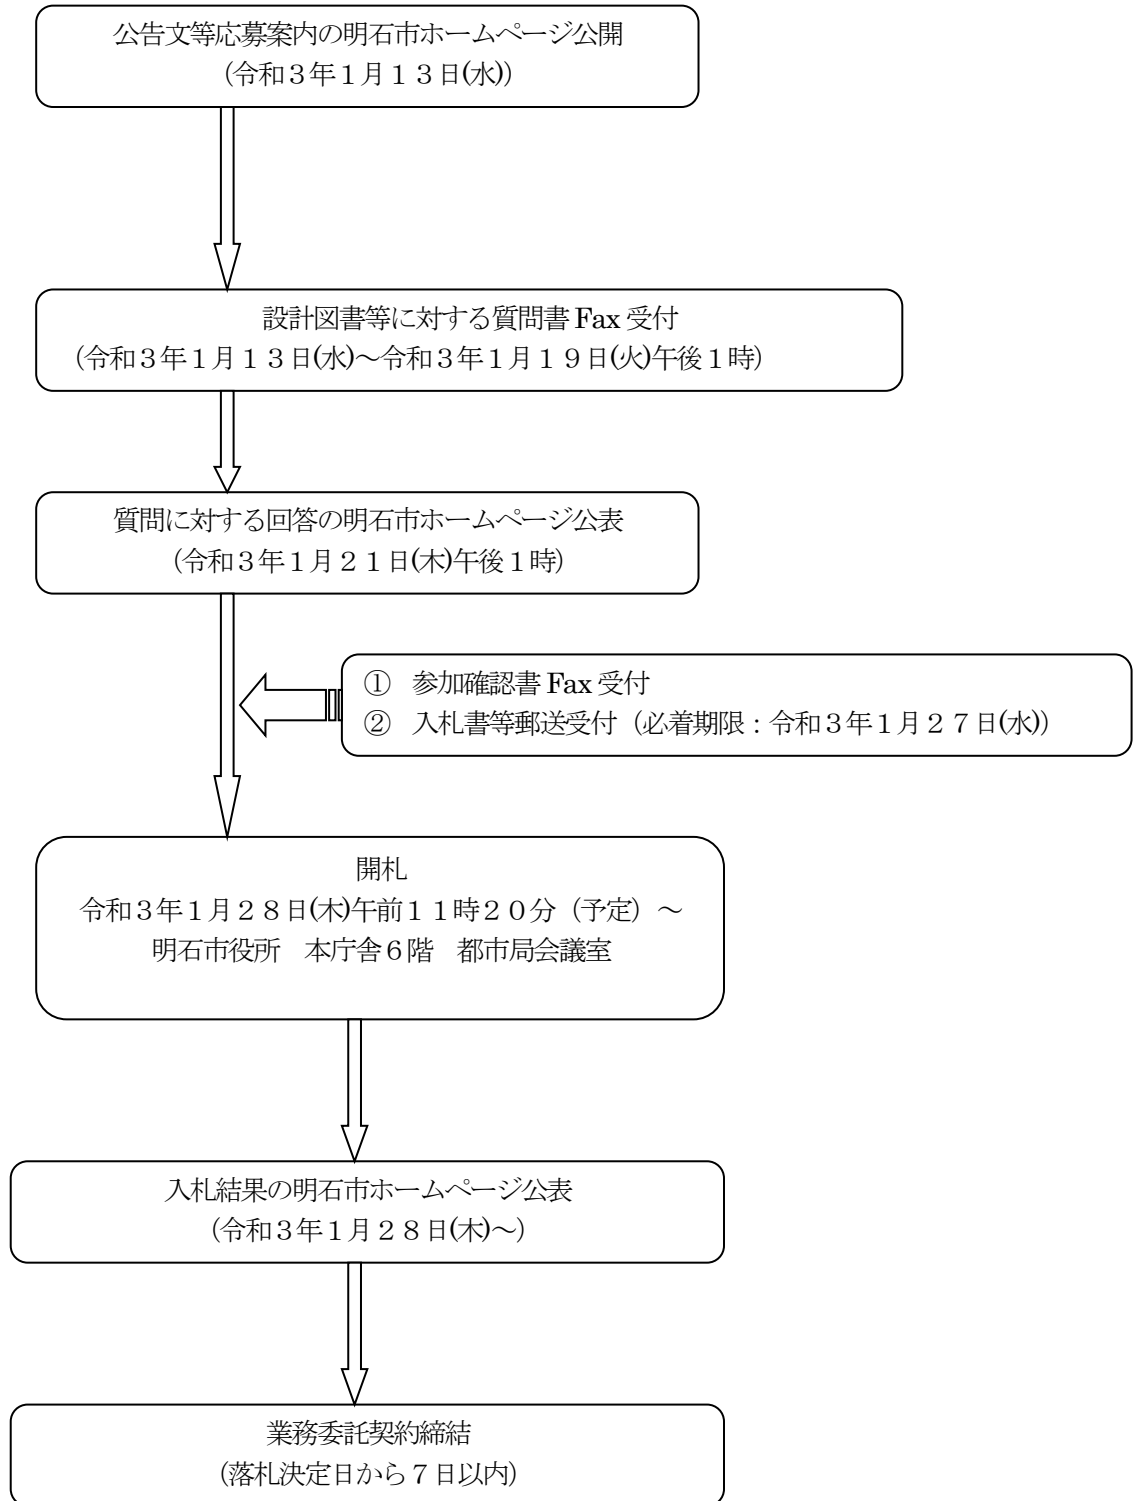 公告文等応募案内の明石市ホームページ公開
（令和３年１月１３日(水)）
設計図書等に対する質問書 Fax 受付
（令和３年１月１３日(水)～令和３年１月１９日(火)午後１時）
質問に対する回答の明石市ホームページ公表
（令和３年１月２１日(木)午後１時）
①　参加確認書 Fax 受付
②　入札書等郵送受付（必着期限：令和３年１月２７日(水)）
開札
令和３年１月２８日(木)午前１１時２０分（予定）～
明石市役所　本庁舎６階　都市局会議室
入札結果の明石市ホームページ公表
（令和３年１月２８日(木)～）
業務委託契約締結
（落札決定日から７日以内）